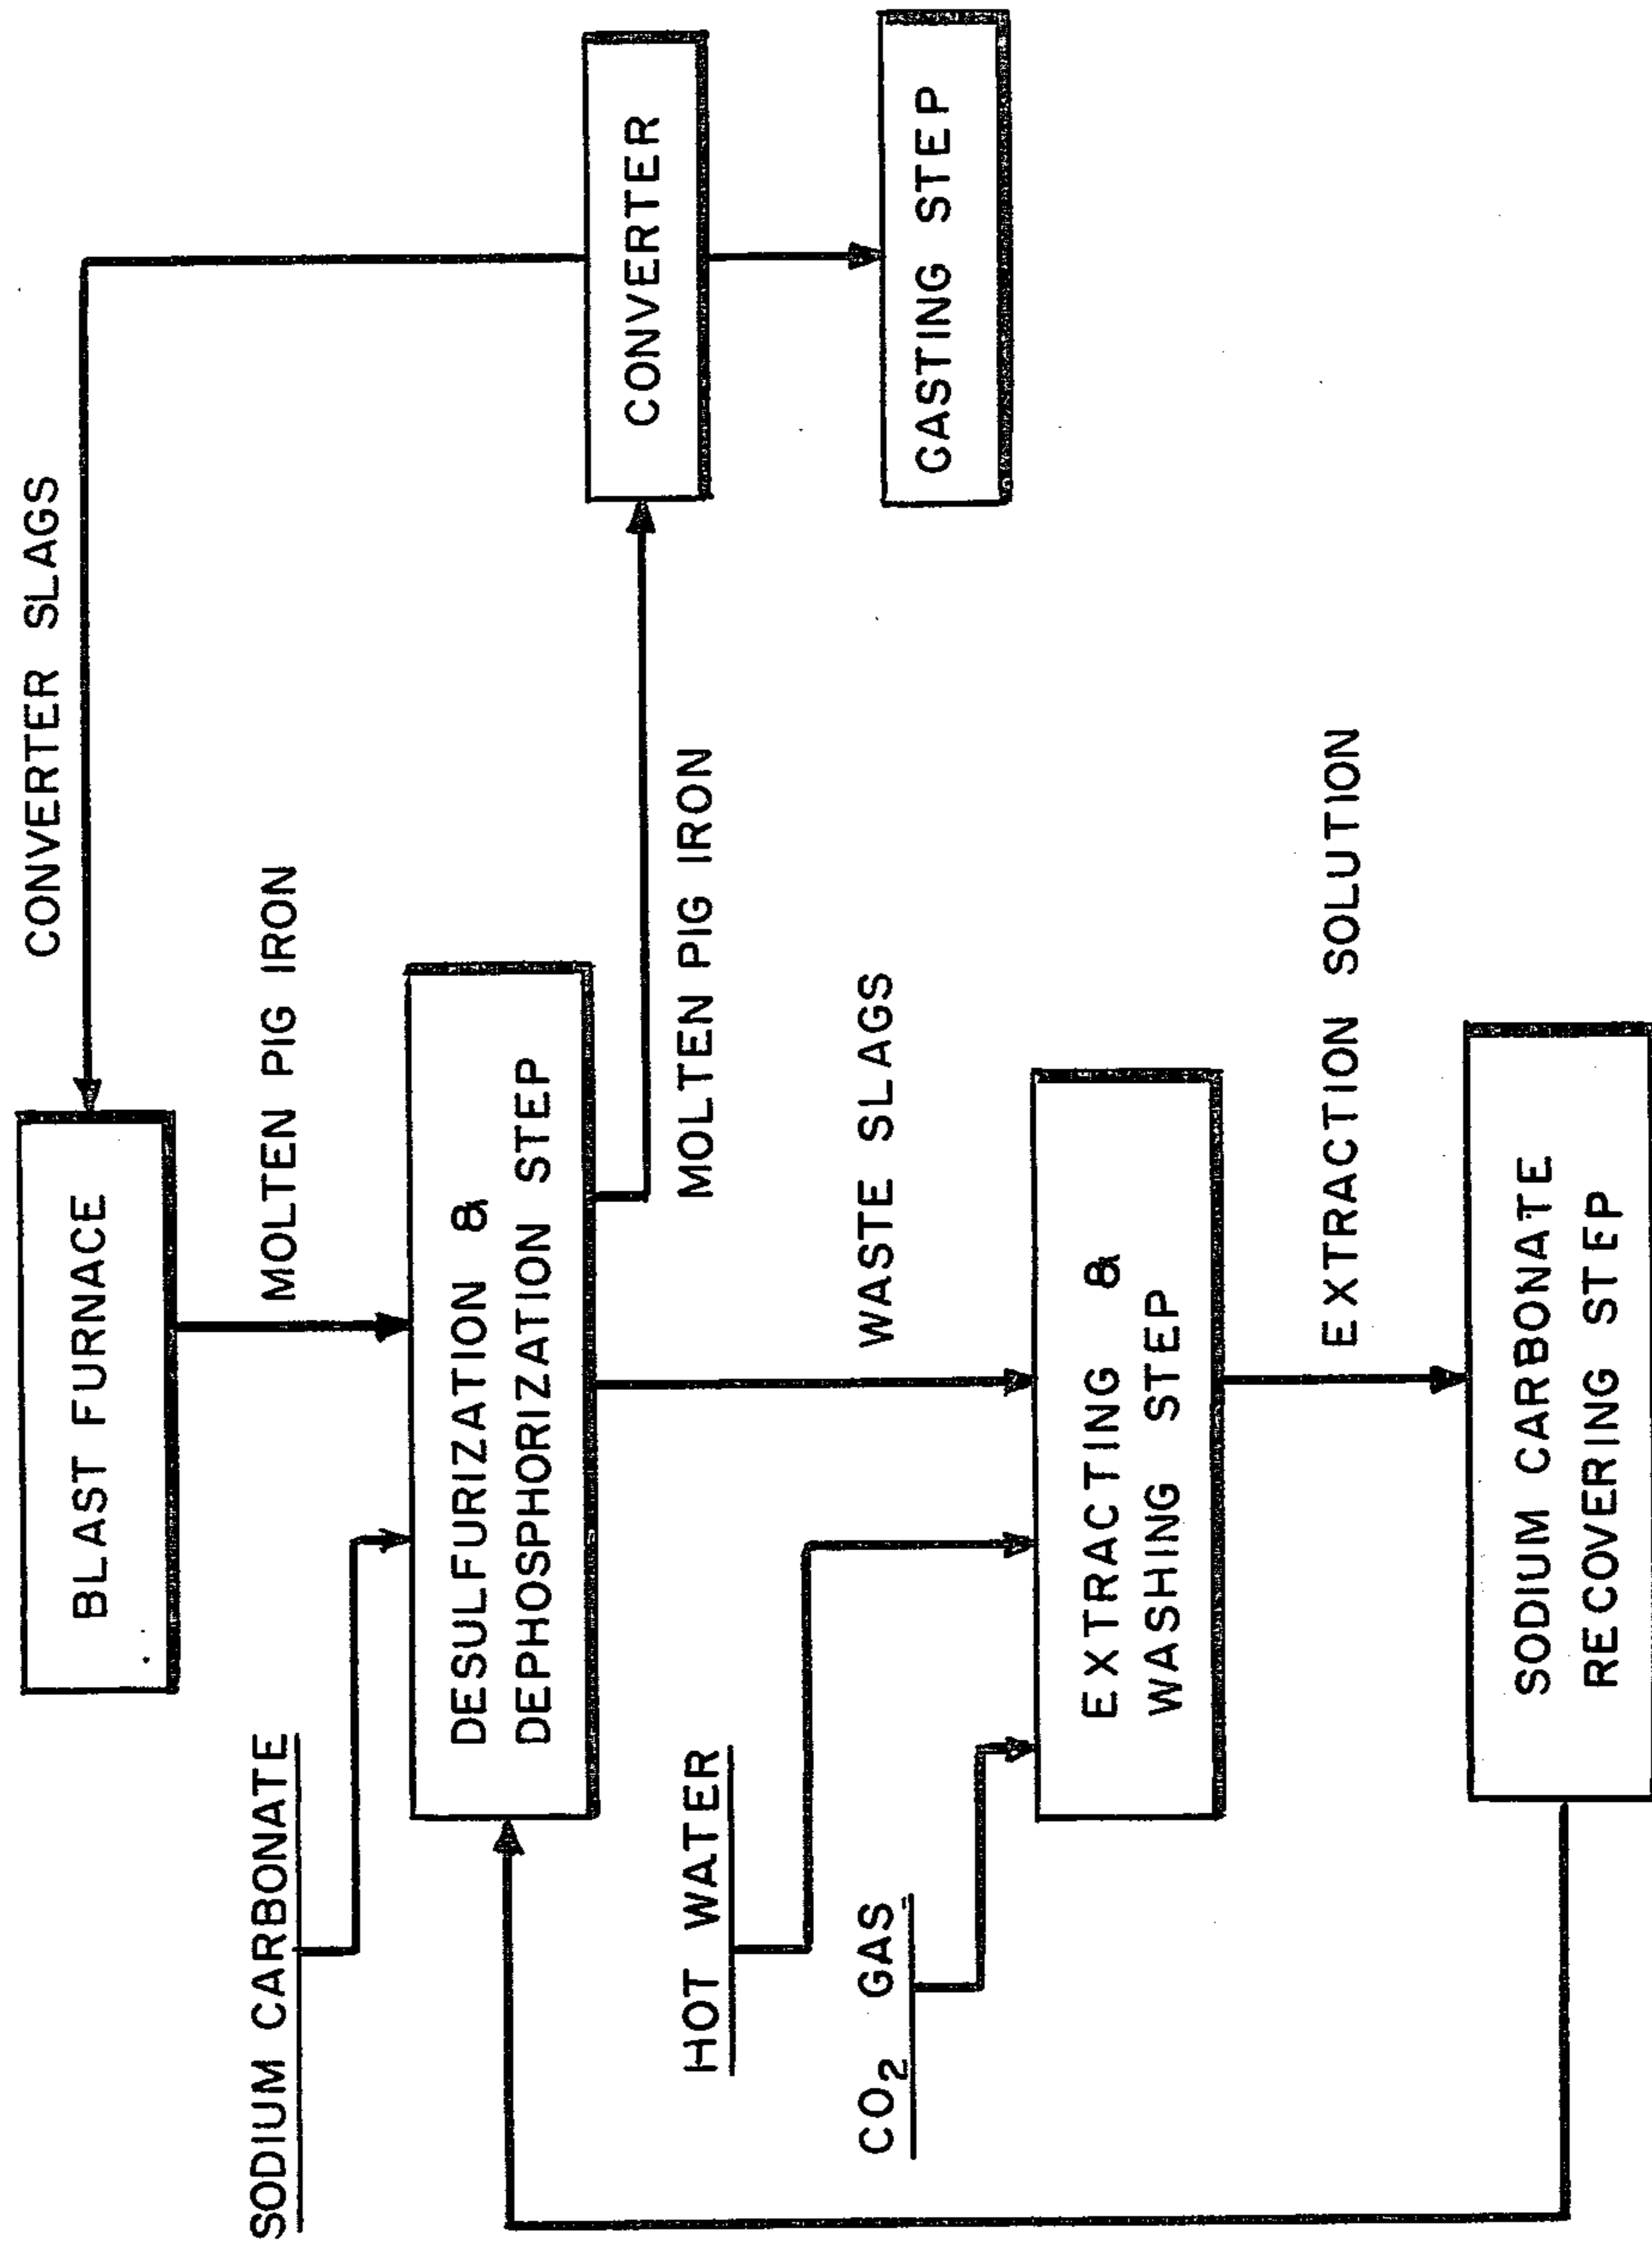 BLAST FURNACE
CONVERTER SLAGS
SODIUM CARBONATE
MOLTEN PIG IRON
DESULFURIZATION &
DEPHOSPHORIZATION STEP
CONVERTER
MOLTEN PIG IRON
HOT WATER
CO₂ GAS
WASTE SLAGS
GASTING STEP
EXTRACTING &
WASHING STEP
EXTRACTION SOLUTION
SODIUM CARBONATE
RECOVERING STEP